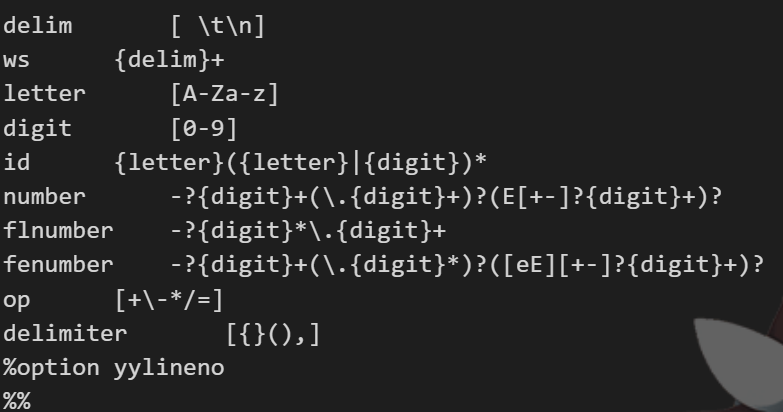 delim [ \t\n]
ws {delim}+
letter [A-Za-z]
digit [0-9]
id {letter}({letter}|{digit})*
number -?{digit}+(\.{digit}+)?(E[+-]?{digit}+)?
flnumber -?{digit}*\.{digit}+
fenumber -?{digit}+(\.{digit}*)?([eE][+-]?{digit}+)?
op [+\-*/=]
delimiter [{}(),]
%option yylineno
%%